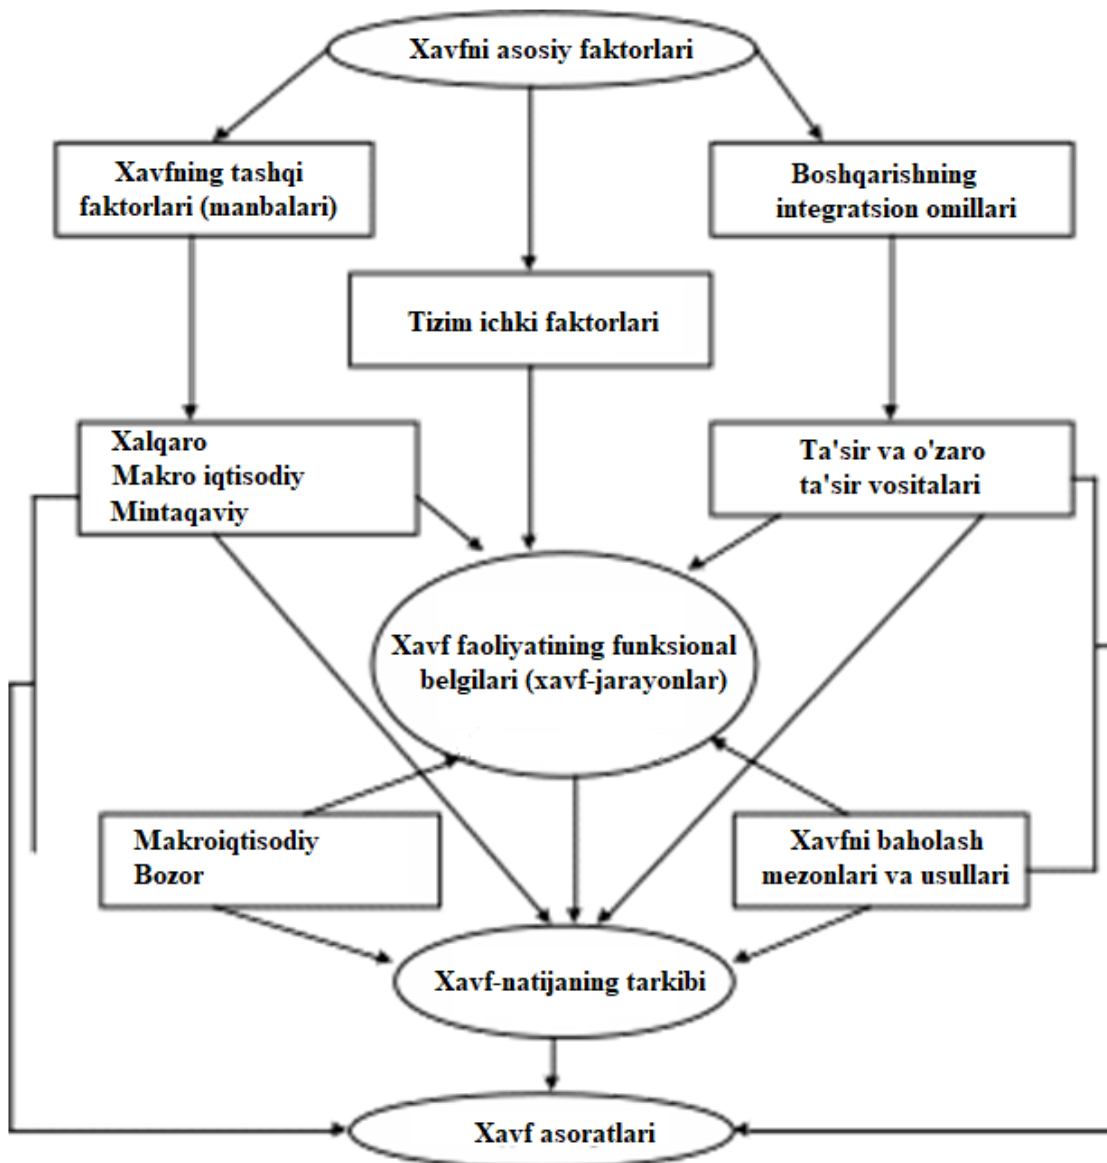 Xavfni asosiy faktorlari
Xavfning tashqi
faktorlari (manbalari)
Boshqarishning
integratsion omillari
Tizim ichki faktorlari
Xalqaro
Makro iqtisodiy
Mintaqaviy
Ta'sir va o'zaro
ta'sir vositalari
Xavf faoliyatining funksional
belgilari (xavf-jarayonlar)
Makroiqtisodiy
Bozor
Xavfni baholash
mezonlari va usullari
Xavf-natijaning tarkibi
Xavf asoratlari